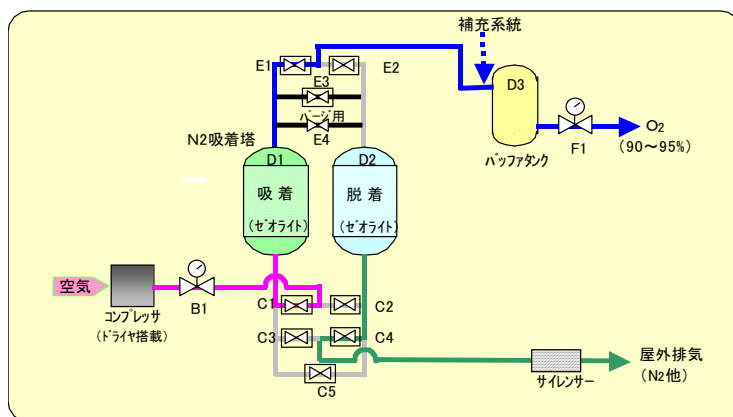 補充系統
E1
E2
E3
パージ用
E4
D3
O2
(90～95%)
F1
バッファタンク
N2吸着塔
D1
D2
吸着
(ゼオライト)
脱着
(ゼオライト)
空気
コンプレッサ
(ドライヤ搭載)
B1
C1
C2
C3
C4
C5
サイレンサー
屋外排気
(N2他)